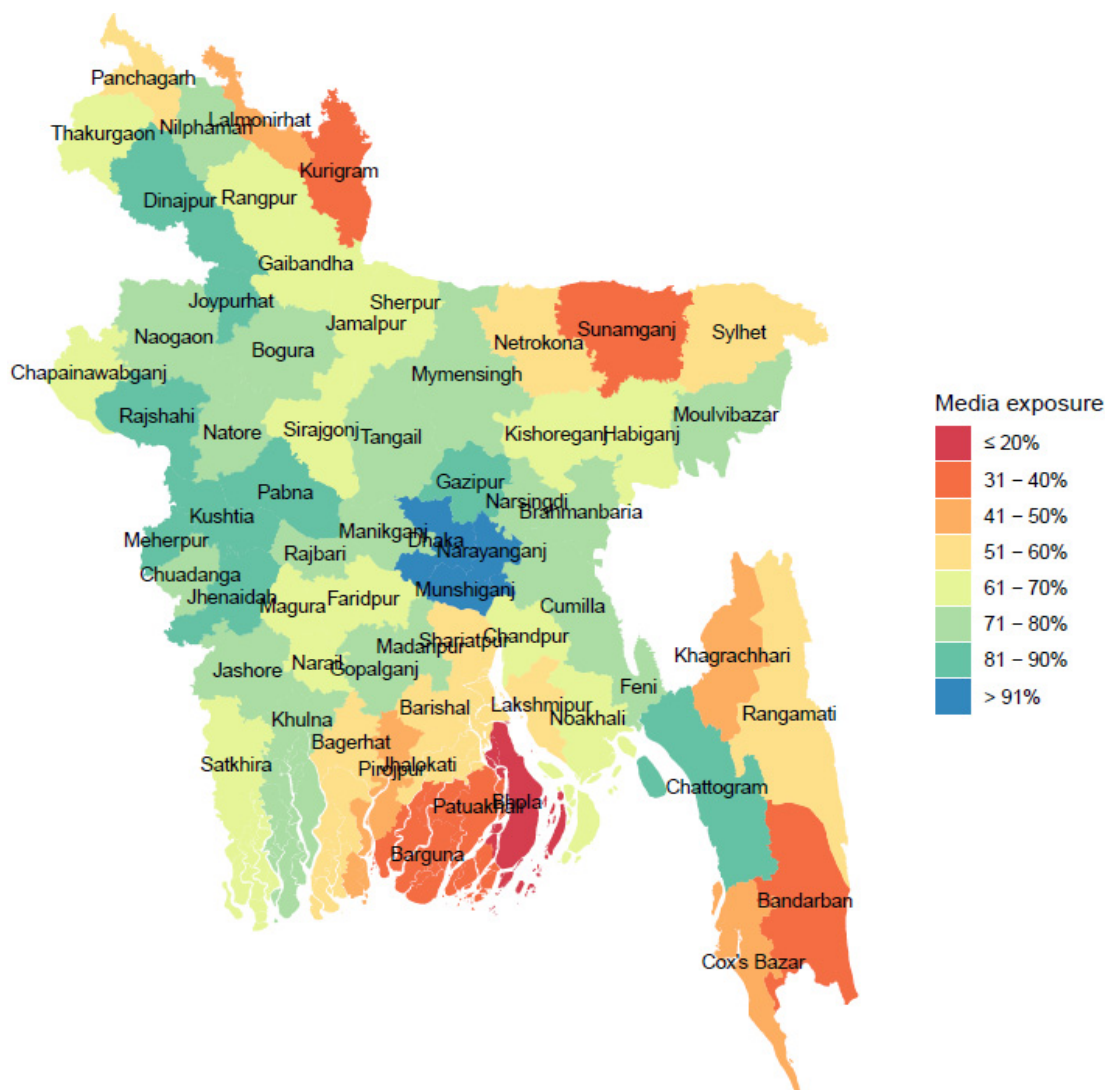 Panchagarh
Lalmonirhat
Thakurgaon
Nilphamari
Kurigram
Dinajpur
Rangpur
Gaibandha
Joypurhat
Sherpur
Jamalpur
Naogaon
Bogura
Netrokona
Sunamganj
Sylhet
Chapainawabganj
Mymensingh
Rajshahi
Natore
Sirajgonj
Tangail
Kishoreganj
Habiganj
Moulvibazar
Pabna
Gazipur
Narsingdi
Kushtia
Brahmanbaria
Meherpur
Manikganj
Dhaka
Rajbari
Narayanganj
Chuadanga
Jhenaidah
Magura
Faridpur
Munshiganj
Cumilla
Shariatpur
Chandpur
Madaripur
Narail
Gopalganj
Jashore
Khagrachhari
Feni
Khulna
Barishal
Lakshmipur
Noakhali
Rangamati
Bagerhat
Satkhira
Pirojpur
Jhalokati
Chattogram
Patuakhali
Bhola
Barguna
Bandarban
Cox's Bazar
Media exposure
≤ 20%
31 – 40%
41 – 50%
51 – 60%
61 – 70%
71 – 80%
81 – 90%
> 91%